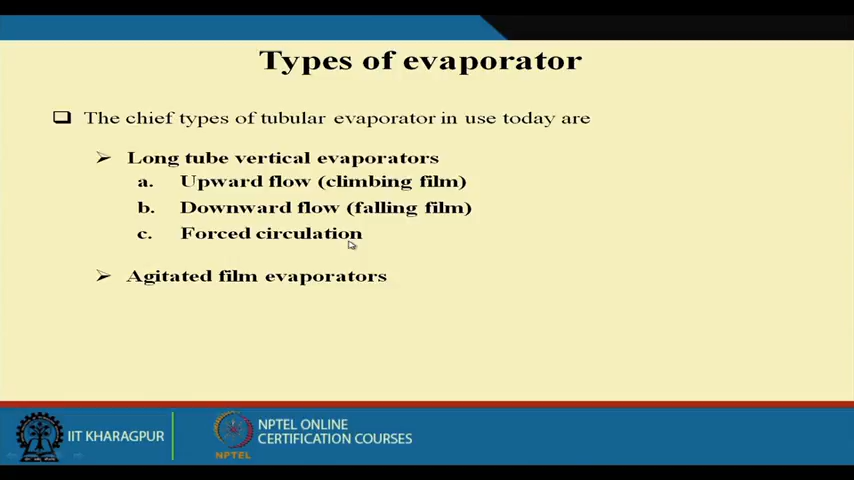 Types of evaporator
The chief types of tubular evaporator in use today are
Long tube vertical evaporators
a. Upward flow (climbing film)
b. Downward flow (falling film)
c. Forced circulation
Agitated film evaporators
IIT KHARAGPUR
NPTEL
NPTEL ONLINE
CERTIFICATION COURSES